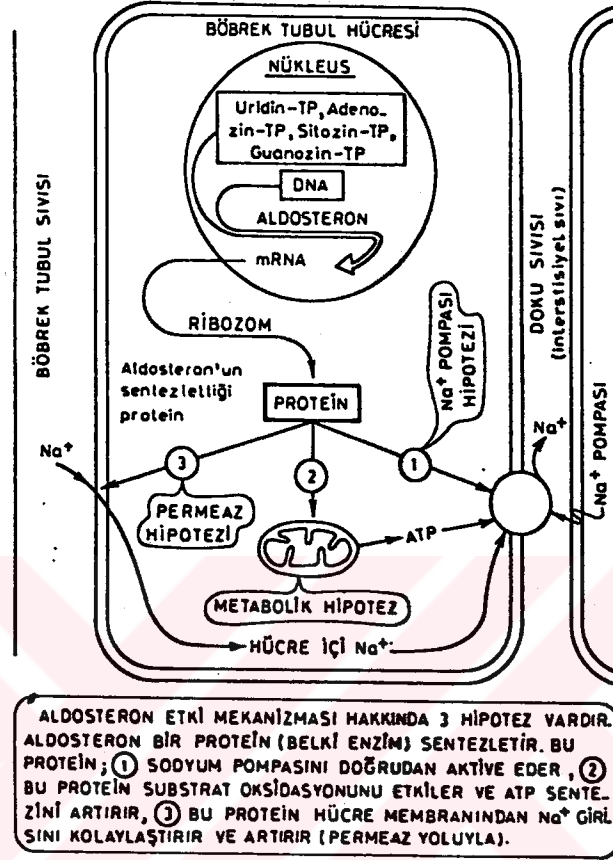 BÖBREK TUBUL HÜCRESİ
NÜKLEUS
Uridin-TP, Adeno_
zin-TP, Sitozin-TP,
Guanozin-TP
DNA
ALDOSTERON
mRNA
RİBOZOM
BÖBREK TUBUL SIVISI
Aldosteron'un
sentezlettiği
protein
PROTEİN
Na⁺ POMPASI
HİPOTEZİ
DOKU SIVISI
(interstisiyel sıvı)
Na⁺
Na⁺
Na⁺ POMPASI
3
2
1
PERMEAZ
HİPOTEZİ
ATP
METABOLİK HİPOTEZ
HÜCRE İÇİ Na⁺
ALDOSTERON ETKİ MEKANİZMASI HAKKINDA 3 HİPOTEZ VARDIR.
ALDOSTERON BİR PROTEİN (BELKİ ENZİM) SENTEZLETİR. BU
PROTEİN; ① SODYUM POMPASINI DOĞRUDAN AKTİVE EDER, ②
BU PROTEİN SUBSTRAT OKSİDASYONUNU ETKİLER VE ATP SENTE_
ZİNİ ARTIRIR, ③ BU PROTEİN HÜCRE MEMBRANINDAN Na⁺ GİRİ_
ŞİNİ KOLAYLAŞTIRIR VE ARTIRIR (PERMEAZ YOLUYLA).